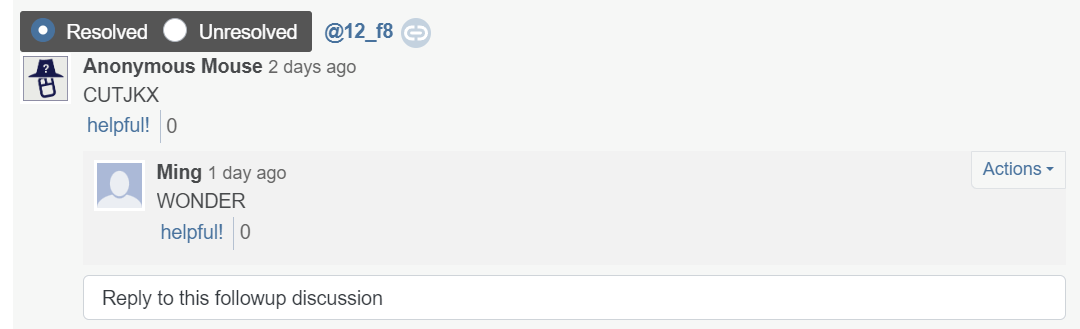 Resolved Unresolved @12_f8
? Anonymous Mouse 2 days ago
CUTJKX
helpful! 0
Ming 1 day ago Actions
WONDER
helpful! 0
Reply to this followup discussion